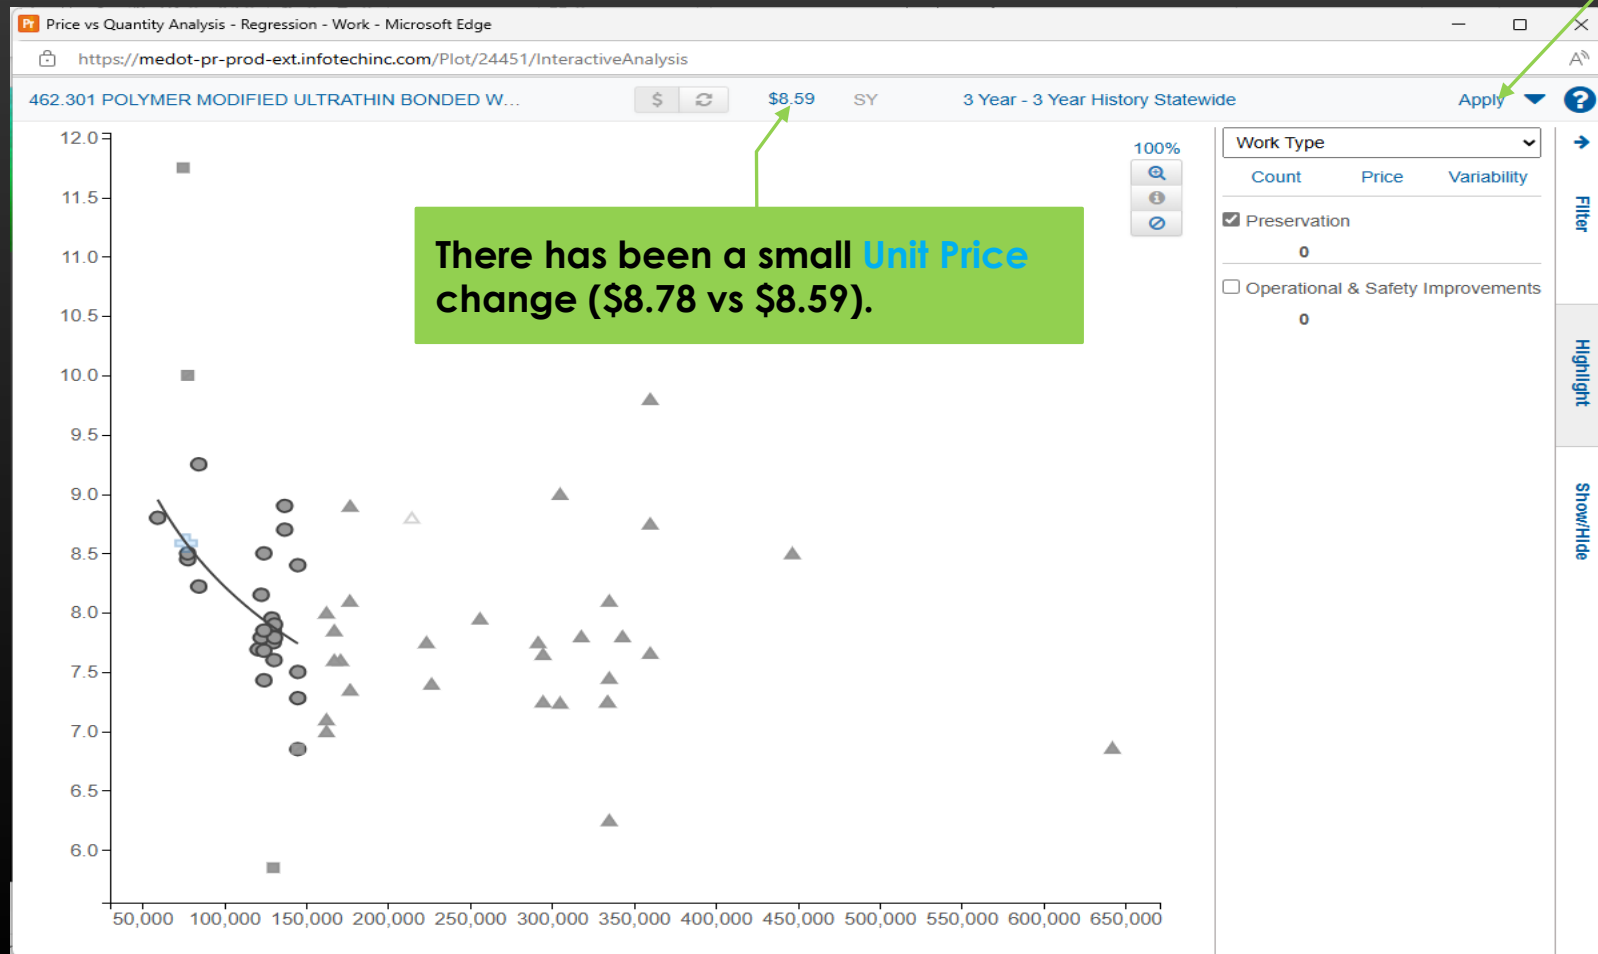 Pr Price vs Quantity Analysis - Regression - Work - Microsoft Edge
https://medot-pr-prod-ext.infotechinc.com/Plot/24451/InteractiveAnalysis
462.301 POLYMER MODIFIED ULTRATHIN BONDED W... $ $8.59 SY 3 Year - 3 Year History Statewide Apply ?
12.0
11.5
11.0
10.5
10.0
9.5
9.0
8.5
8.0
7.5
7.0
6.5
6.0
50,000 100,000 150,000 200,000 250,000 300,000 350,000 400,000 450,000 500,000 550,000 600,000 650,000
There has been a small Unit Price
change ($8.78 vs $8.59).
100%
Work Type
Count Price Variability
Preservation
0
Operational & Safety Improvements
0
Filter
Highlight
Show/Hide